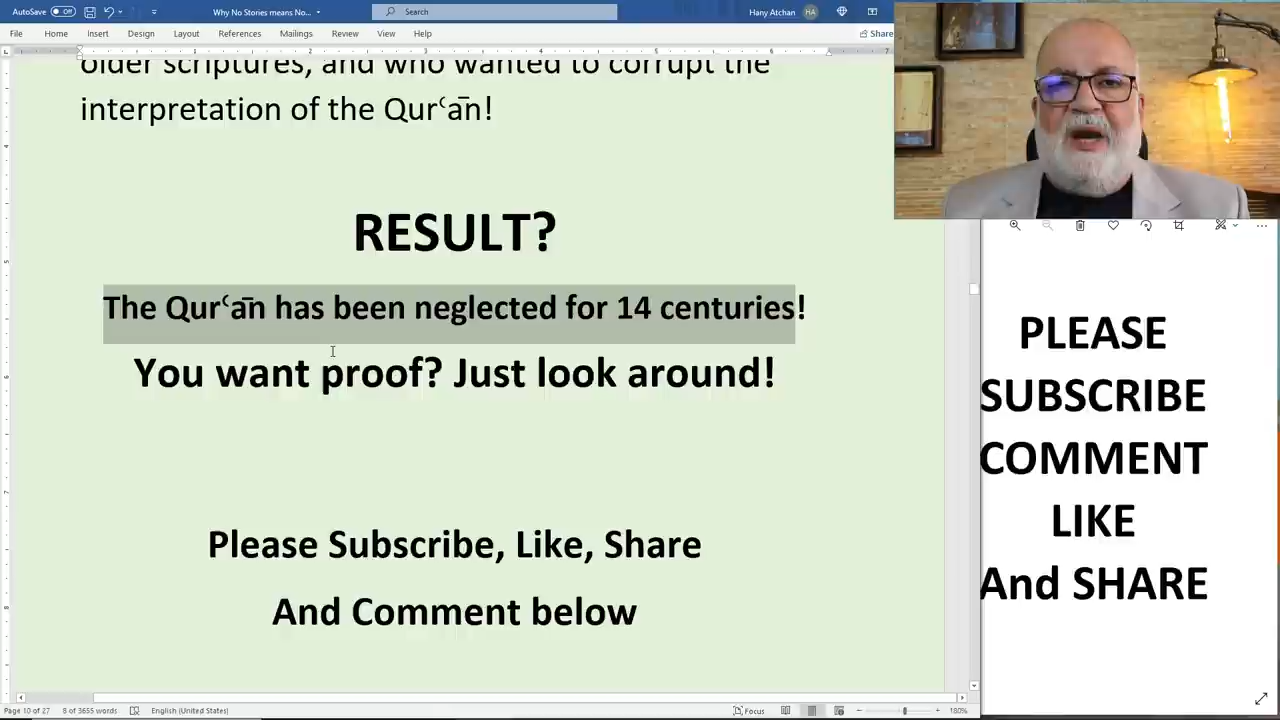 AutoSave Off Why No Stories means No... Search Hany Atchan HA
File Home Insert Design Layout References Mailings Review View Help Share
older scriptures, and who wanted to corrupt the
interpretation of the Qurʿān!
RESULT?
The Qurʿān has been neglected for 14 centuries!
You want proof? Just look around!
Please Subscribe, Like, Share
And Comment below
PLEASE
SUBSCRIBE
COMMENT
LIKE
And SHARE
Page 10 of 27 8 of 3655 words English (United States) Focus 180%